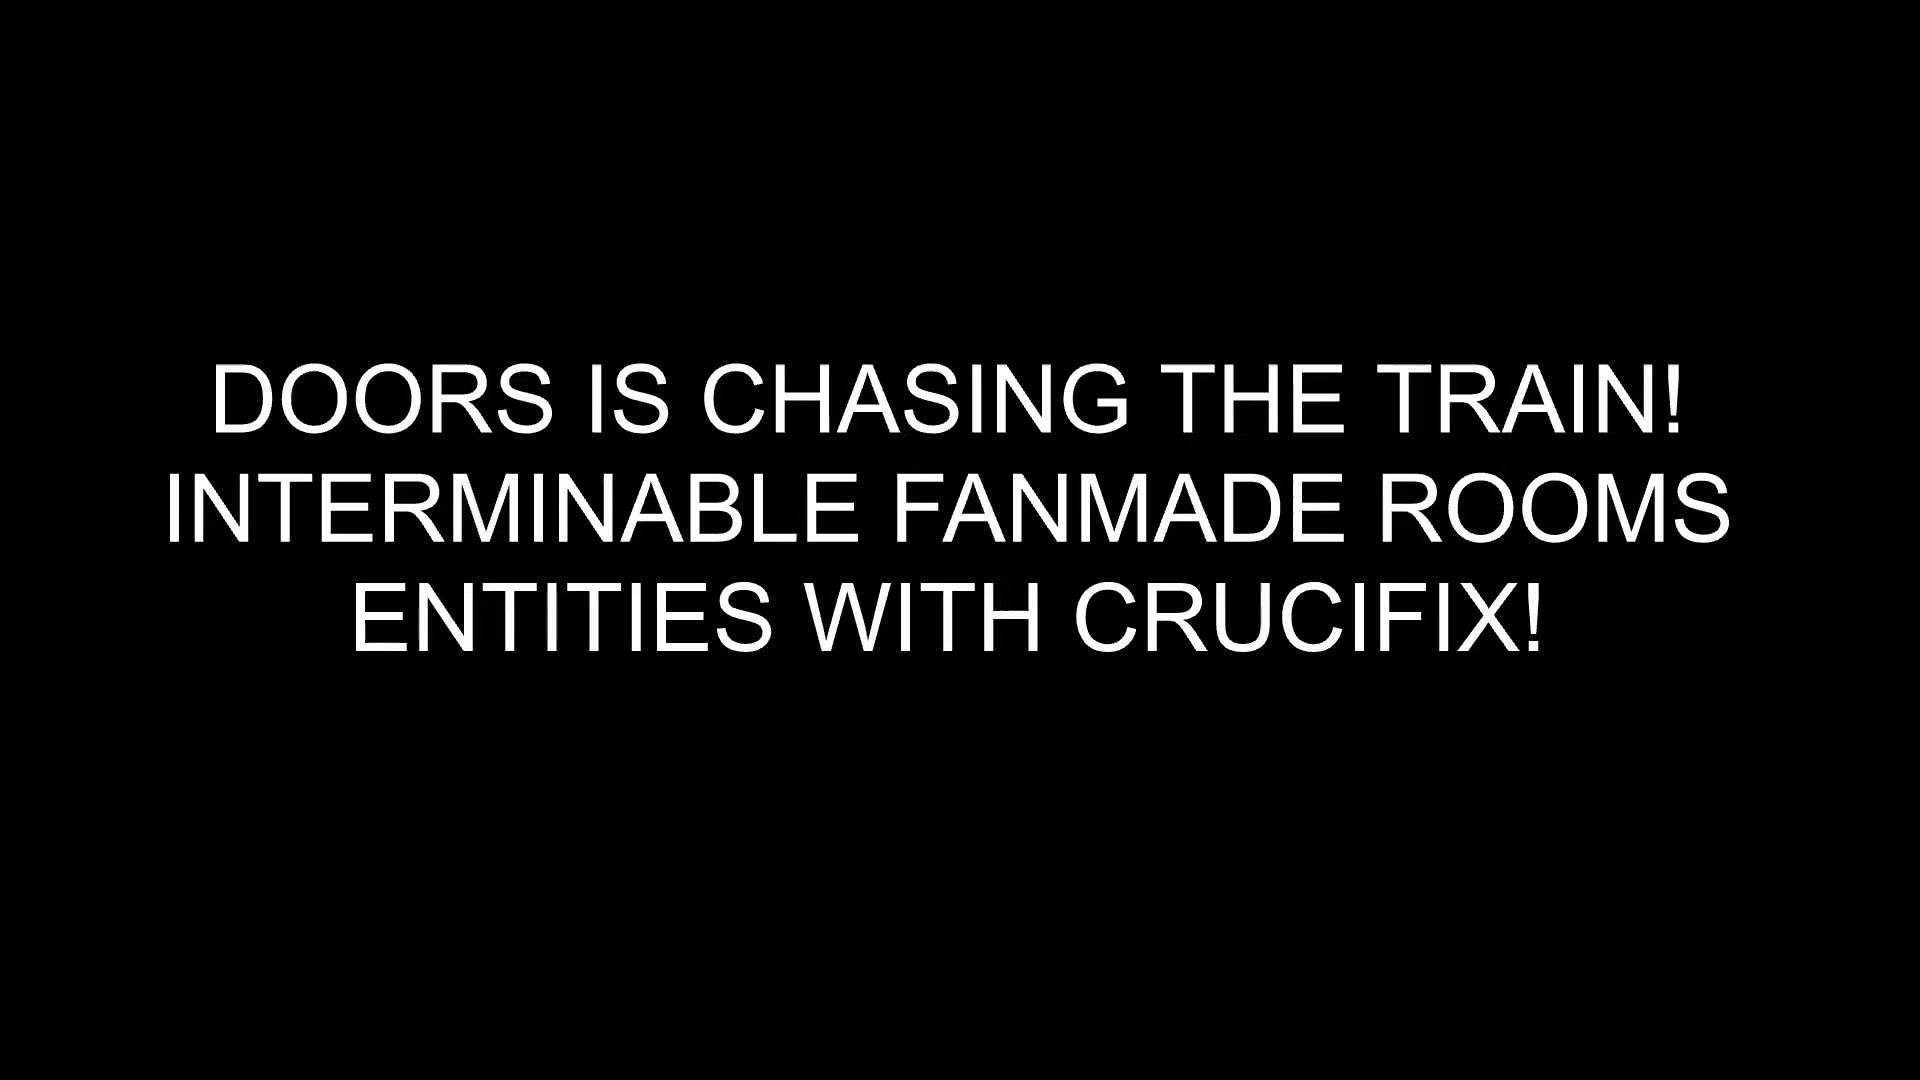 DOORS IS CHASING THE TRAIN!
INTERMINABLE FANMADE ROOMS
ENTITIES WITH CRUCIFIX!